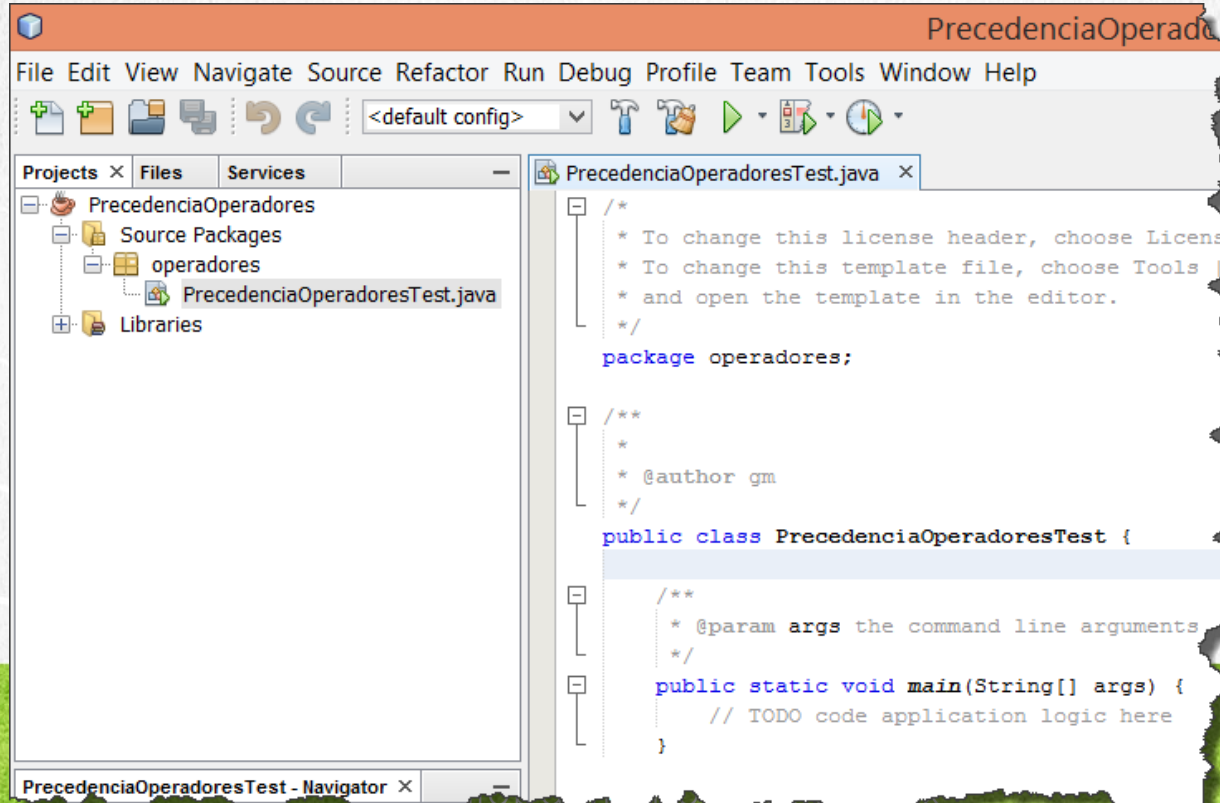 PrecedenciaOperado
File Edit View Navigate Source Refactor Run Debug Profile Team Tools Window Help
<default config>
Projects Files Services
PrecedenciaOperadores
Source Packages
operadores
PrecedenciaOperadoresTest.java
Libraries
PrecedenciaOperadoresTest - Navigator
PrecedenciaOperadoresTest.java
/*
* To change this license header, choose Licens
* To change this template file, choose Tools
* and open the template in the editor.
*/
package operadores;
/**
*
* @author gm
*/
public class PrecedenciaOperadoresTest {
/**
* @param args the command line arguments
*/
public static void main(String[] args) {
// TODO code application logic here
}